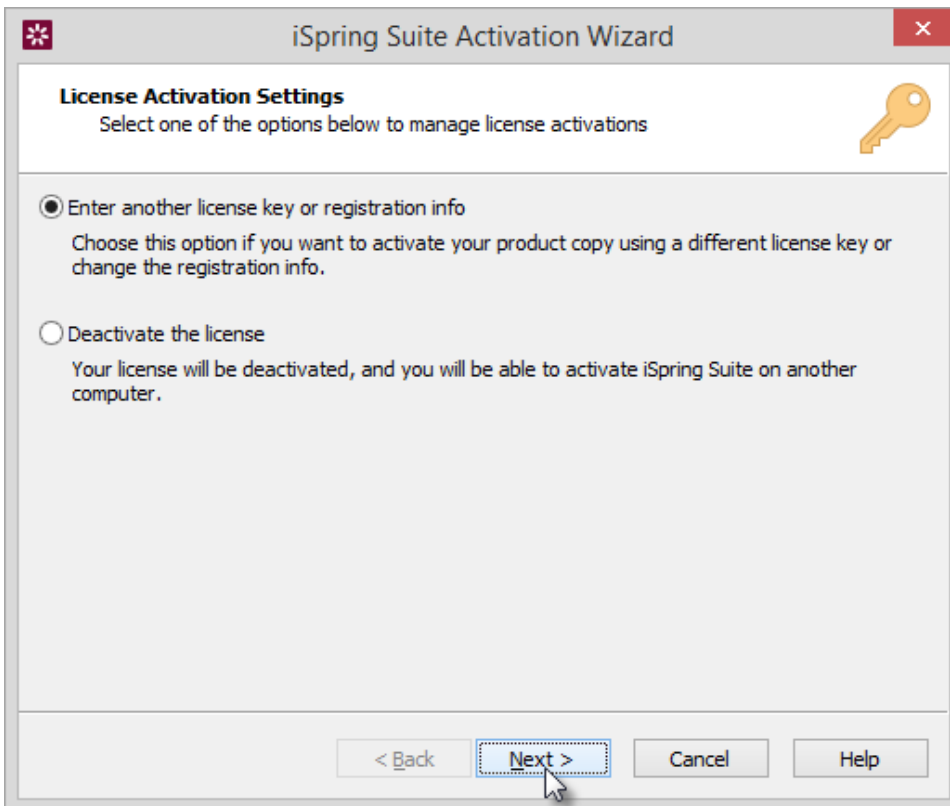 iSpring Suite Activation Wizard
License Activation Settings
Select one of the options below to manage license activations
Enter another license key or registration info
Choose this option if you want to activate your product copy using a different license key or
change the registration info.
Deactivate the license
Your license will be deactivated, and you will be able to activate iSpring Suite on another
computer.
< Back Next > Cancel Help